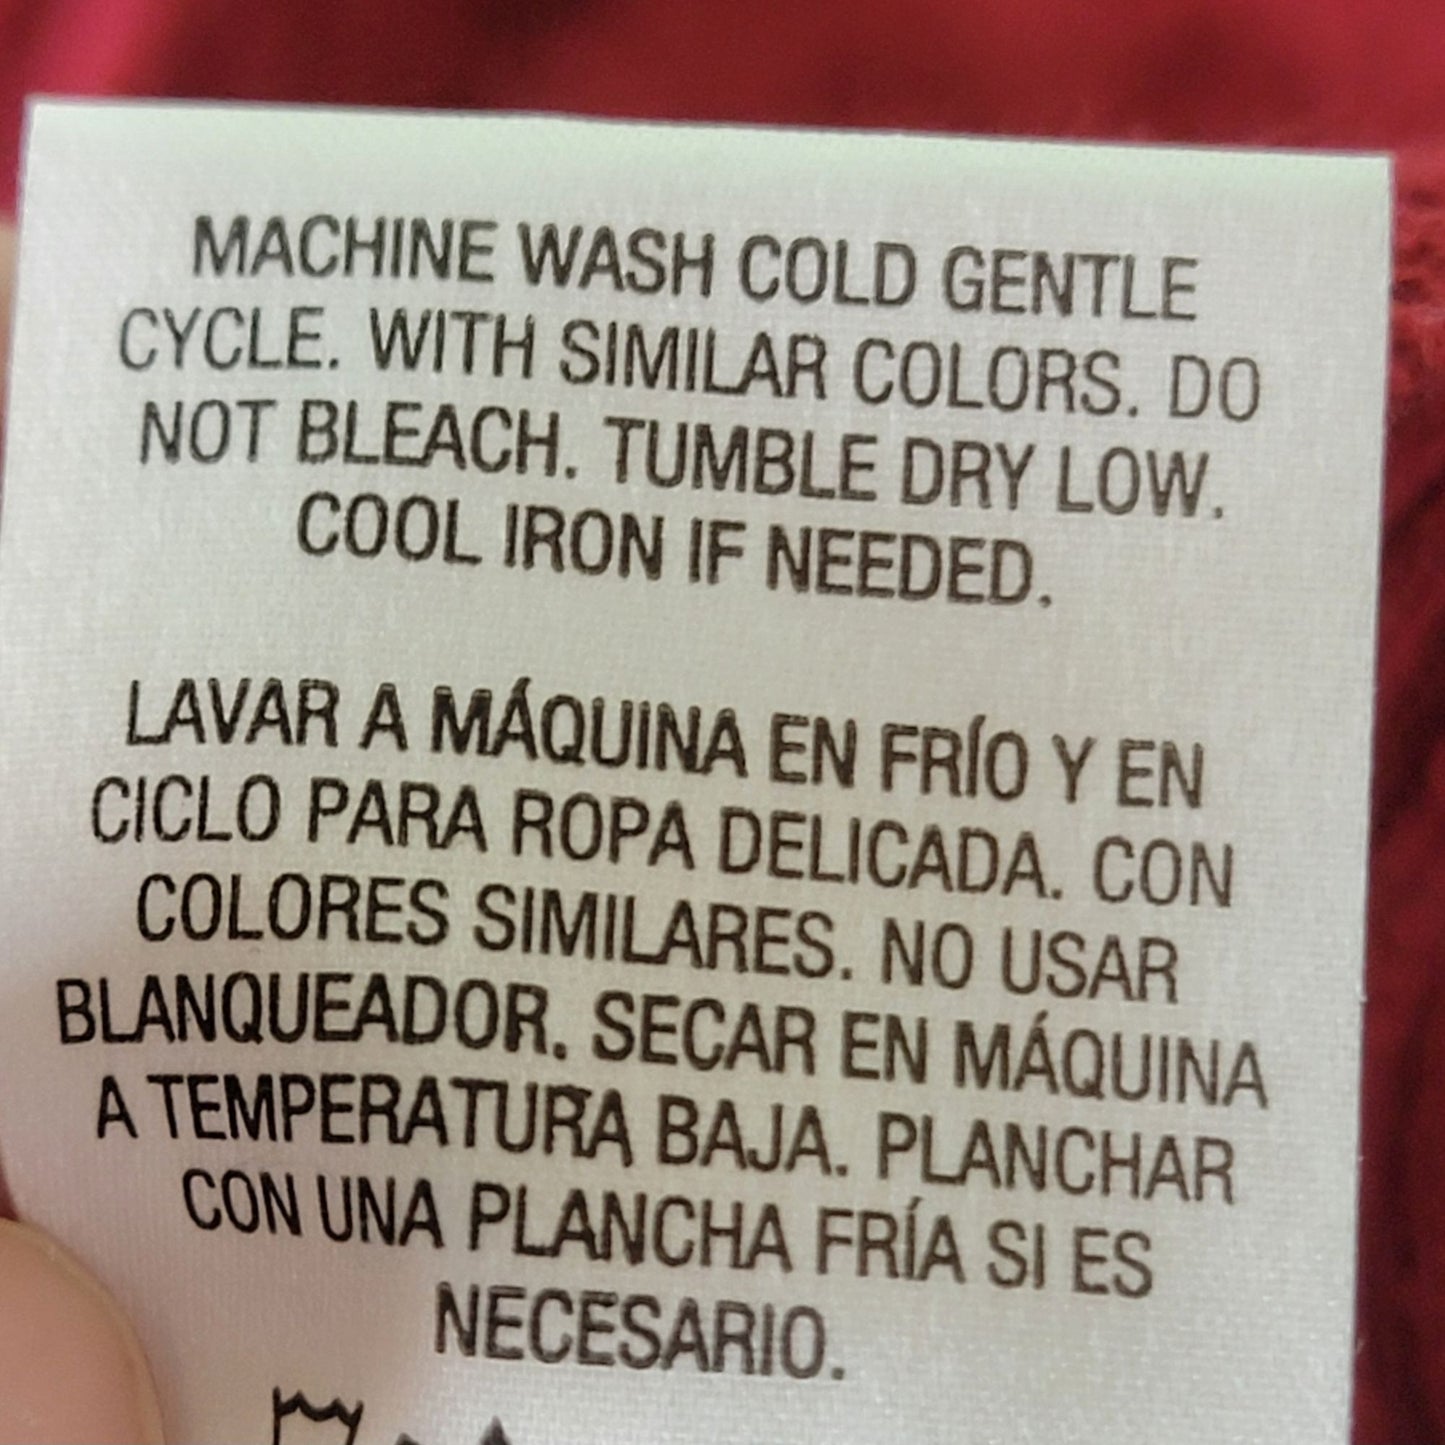 MACHINE WASH COLD GENTLE
CYCLE. WITH SIMILAR COLORS. DO
NOT BLEACH. TUMBLE DRY LOW.
COOL IRON IF NEEDED.
LAVAR A MÁQUINA EN FRÍO Y EN
CICLO PARA ROPA DELICADA. CON
COLORES SIMILARES. NO USAR
BLANQUEADOR. SECAR EN MÁQUINA
A TEMPERATURA BAJA. PLANCHAR
CON UNA PLANCHA FRÍA SI ES
NECESARIO.